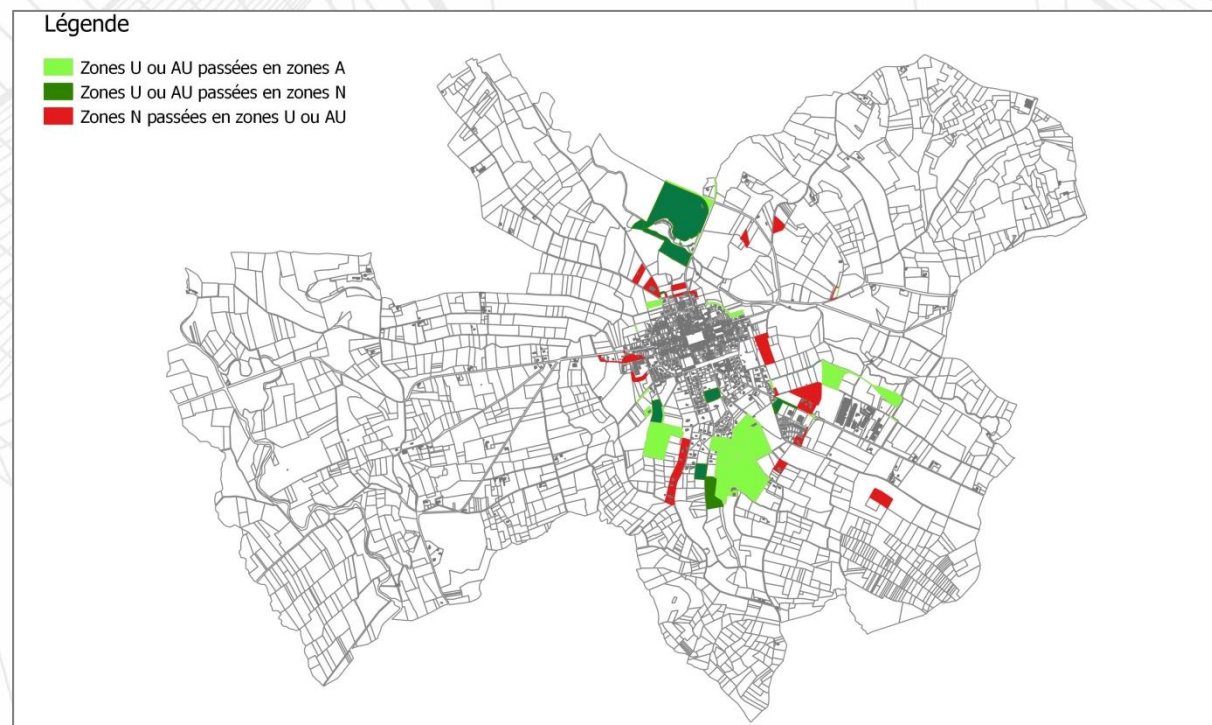 Légende
Zones U ou AU passées en zones A
Zones U ou AU passées en zones N
Zones N passées en zones U ou AU